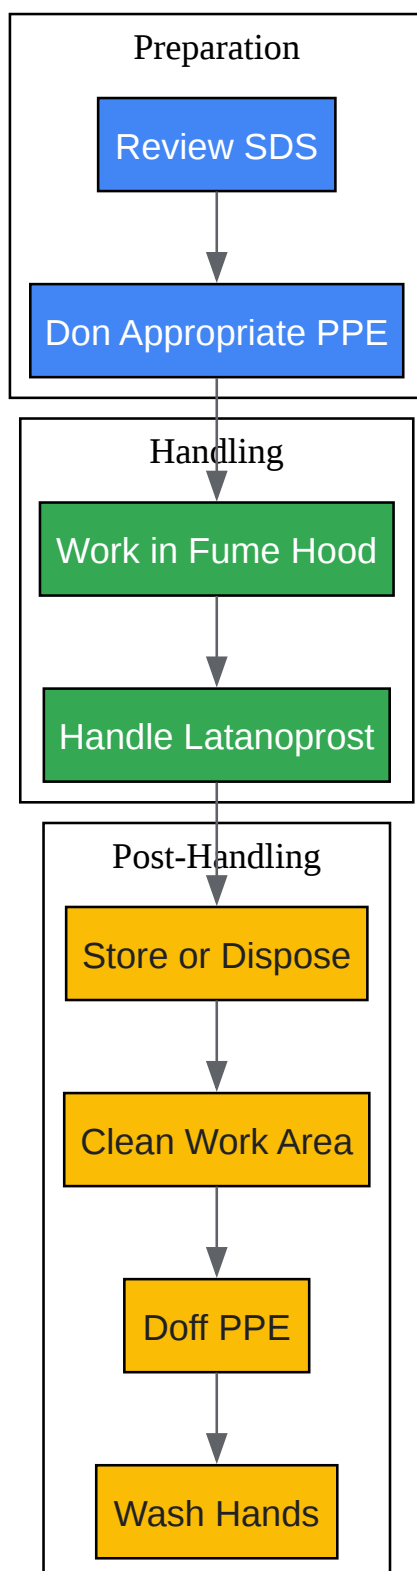 Preparation
Review SDS
Don Appropriate PPE
Handling
Work in Fume Hood
Handle Latanoprost
Post-Handling
Store or Dispose
Clean Work Area
Doff PPE
Wash Hands